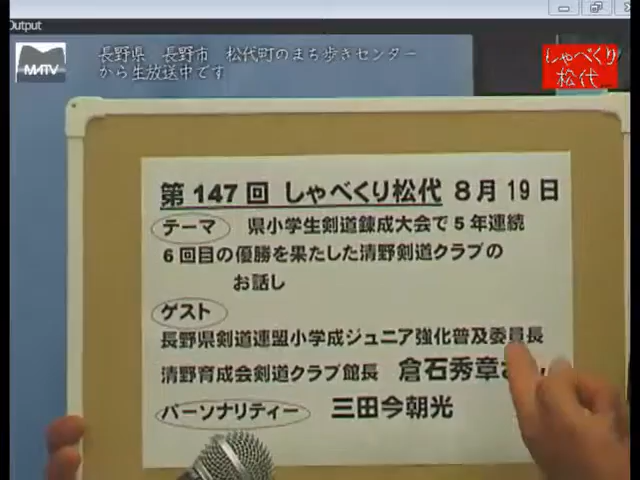 Output
長野県 長野市 松代町のまち歩きセンター
から生放送中です
MATV
しゃべくり
松代
第147回 しゃべくり松代 8月19日
テーマ 県小学生剣道錬成大会で5年連続
6回目の優勝を果たした清野剣道クラブの
お話し
ゲスト
長野県剣道連盟小学成ジュニア強化普及委員長
清野育成会剣道クラブ館長 倉石秀章さん
パーソナリティー 三田今朝光